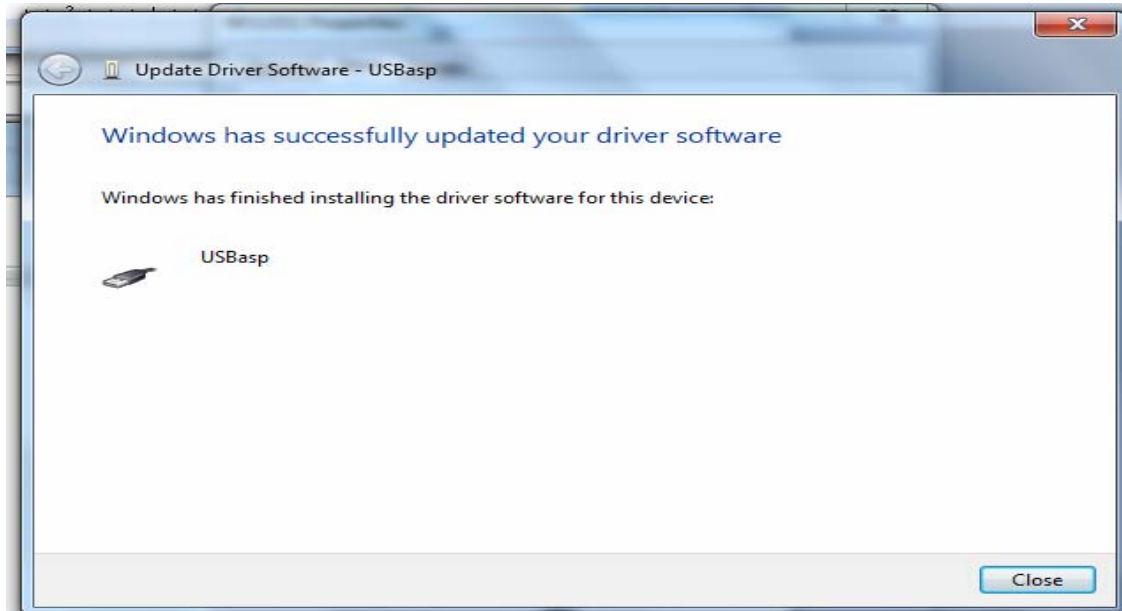 Update Driver Software - USBasp
Windows has successfully updated your driver software
Windows has finished installing the driver software for this device:
USBasp
Close